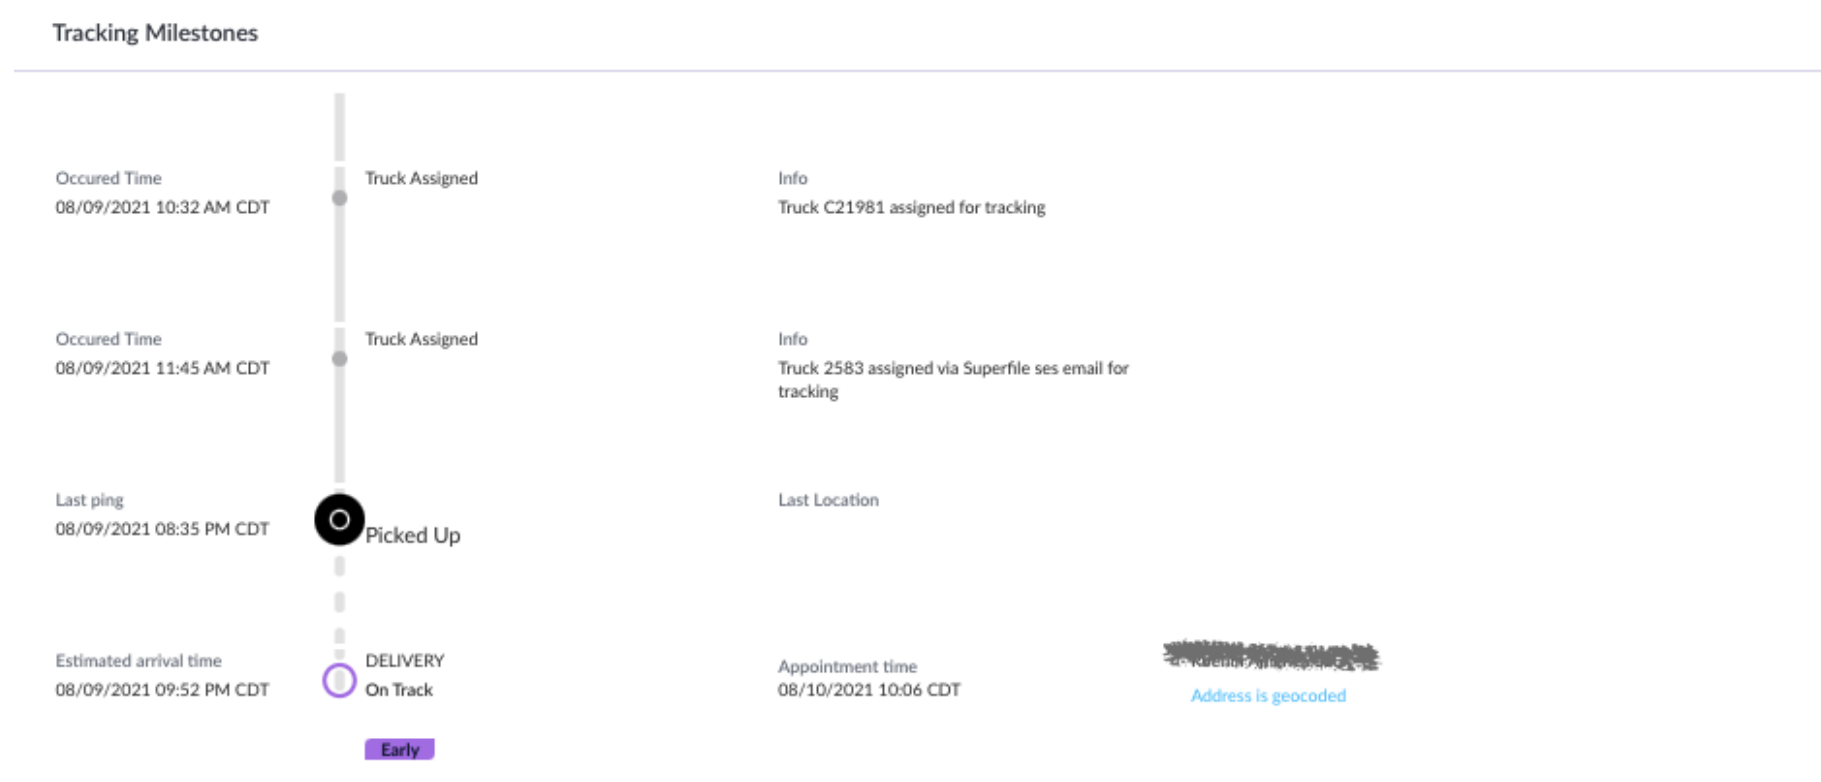 Tracking Milestones
Occured Time
08/09/2021 10:32 AM CDT
Truck Assigned
Info
Truck C21981 assigned for tracking
Occured Time
08/09/2021 11:45 AM CDT
Truck Assigned
Info
Truck 2583 assigned via Superfile ses email for
tracking
Last ping
08/09/2021 08:35 PM CDT
Picked Up
Last Location
Estimated arrival time
08/09/2021 09:52 PM CDT
DELIVERY
On Track
Early
Appointment time
08/10/2021 10:06 CDT
Address is geocoded